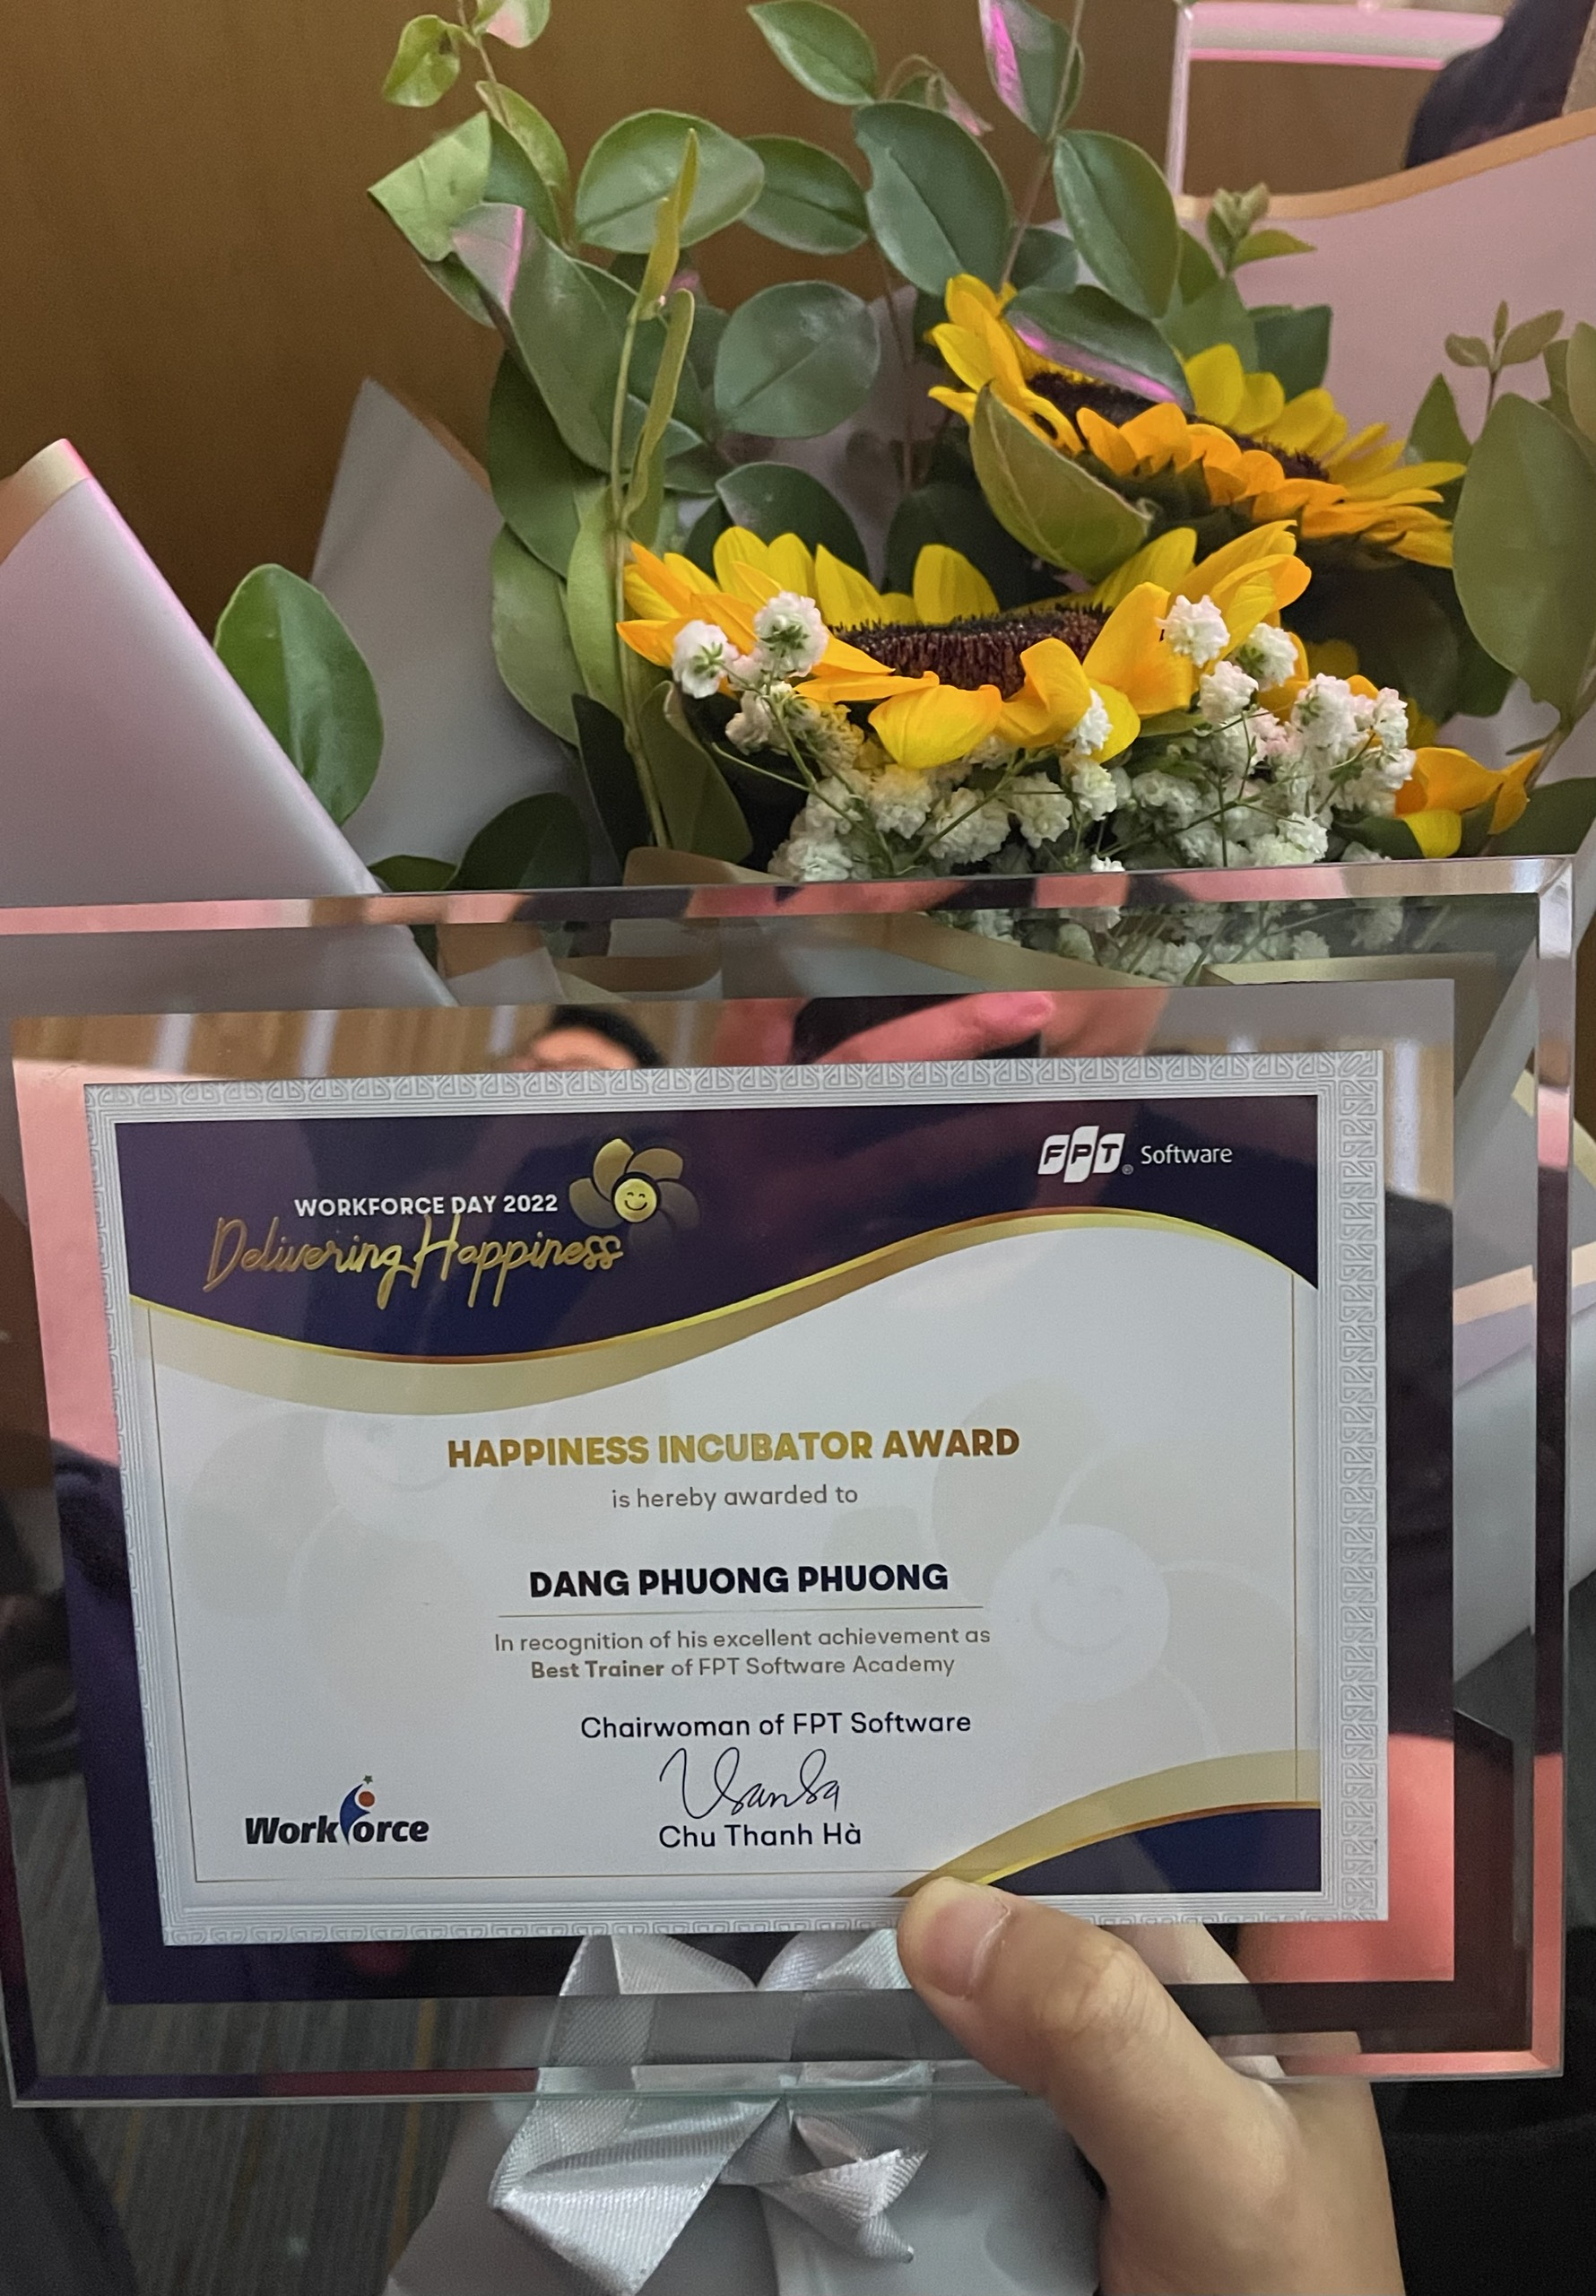 WORKFORCE DAY 2022
Delivering Happiness
FPT® Software
HAPPINESS INCUBATOR AWARD
is hereby awarded to
DANG PHUONG PHUONG
In recognition of his excellent achievement as
Best Trainer of FPT Software Academy
Chairwoman of FPT Software
Chu Thanh Hà
Workforce